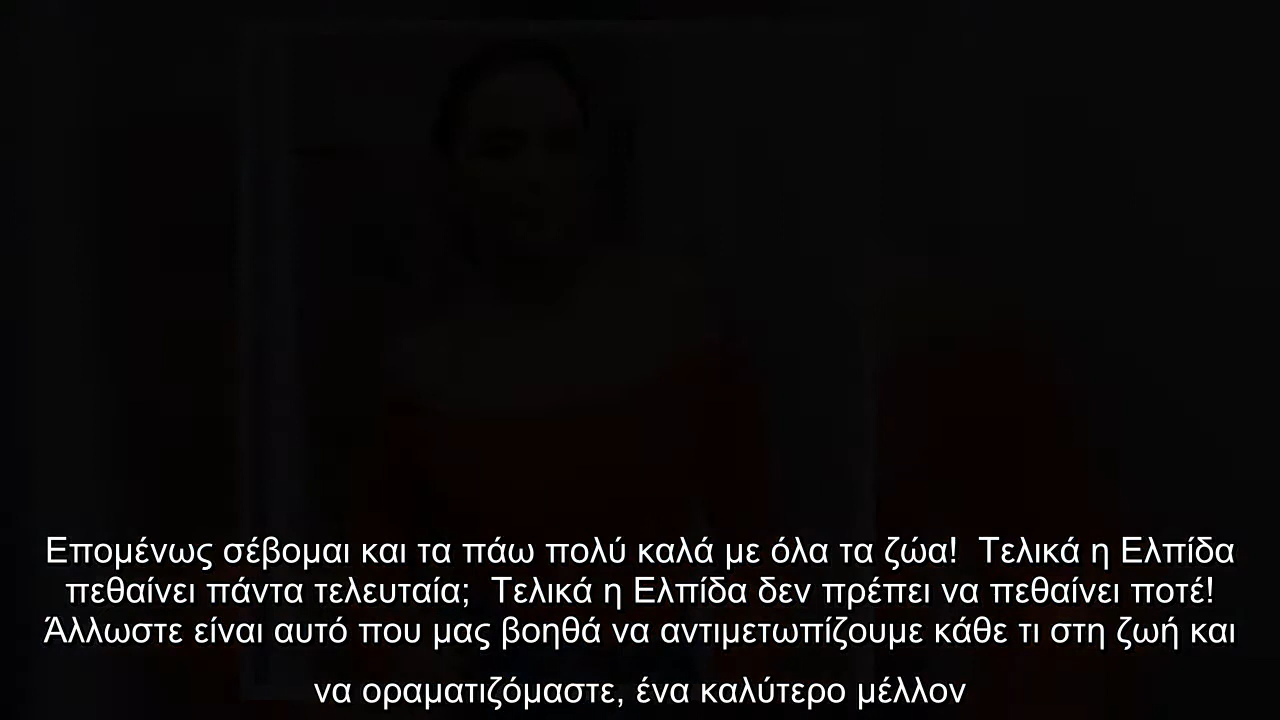 Επομένως σέβομαι και τα πάω πολύ καλά με όλα τα ζώα!  Τελικά η Ελπίδα
πεθαίνει πάντα τελευταία;  Τελικά η Ελπίδα δεν πρέπει να πεθαίνει ποτέ!
Άλλωστε είναι αυτό που μας βοηθά να αντιμετωπίζουμε κάθε τι στη ζωή και
να οραματιζόμαστε, ένα καλύτερο μέλλον